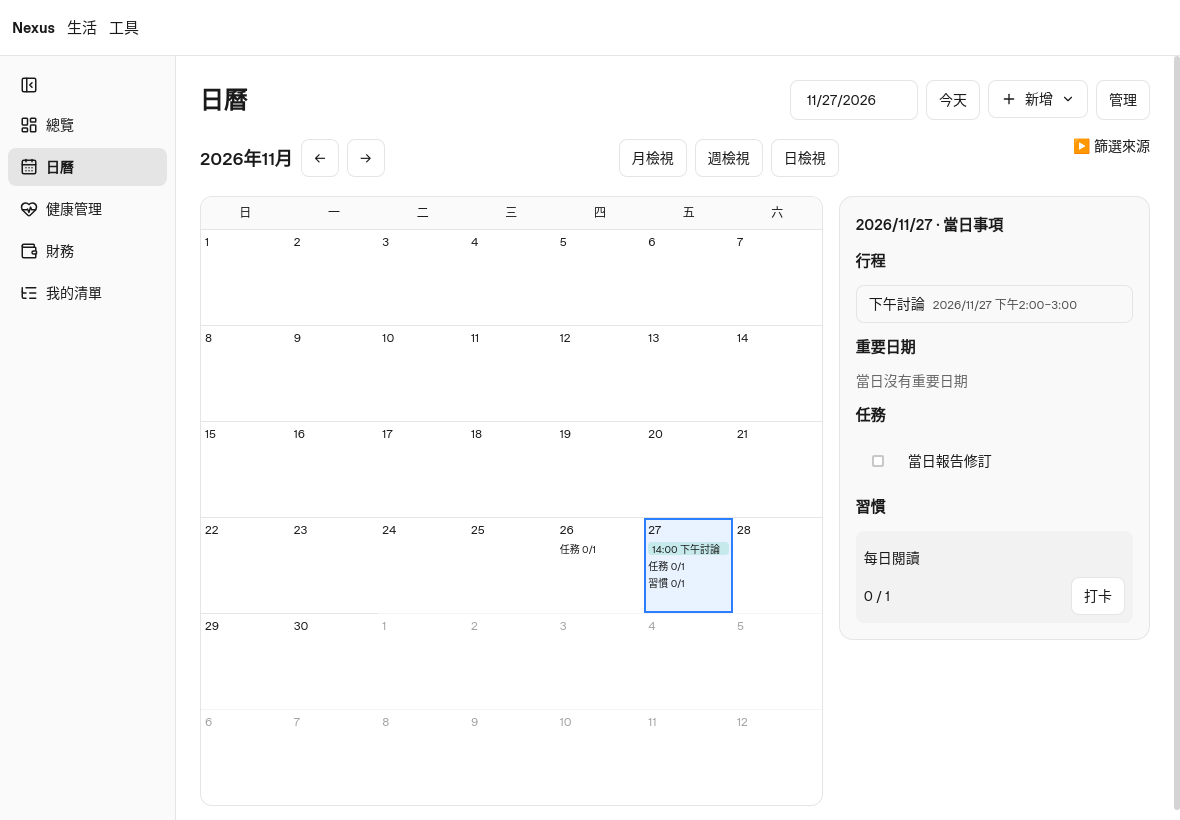 Nexus 生活 工具
總覽
日曆
健康管理
財務
我的清單
日曆
11/27/2026 今天 新增 管理
2026年11月 ← → 月檢視 週檢視 日檢視 ▶️ 篩選來源
日 一 二 三 四 五 六
1 2 3 4 5 6 7
8 9 10 11 12 13 14
15 16 17 18 19 20 21
22 23 24 25 26 27 28
任務 0/1
14:00 下午討論
任務 0/1
習慣 0/1
29 30 1 2 3 4 5
6 7 8 9 10 11 12
2026/11/27 · 當日事項
行程
下午討論 2026/11/27 下午2:00–3:00
重要日期
當日沒有重要日期
任務
當日報告修訂
習慣
每日閱讀
0 / 1 打卡